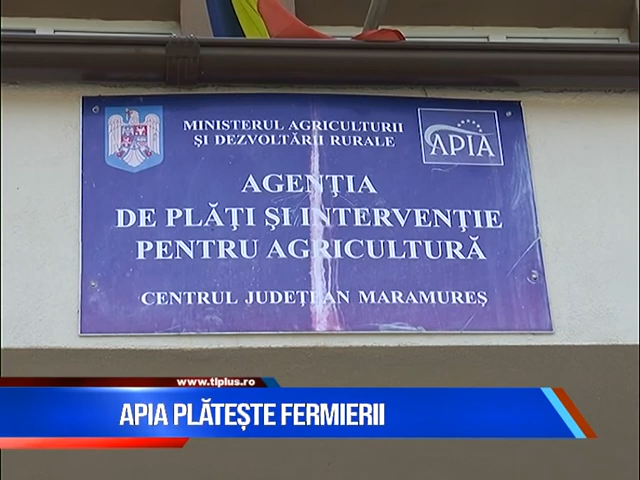 MINISTERUL AGRICULTURII
ŞI DEZVOLTĂRII RURALE
APIA
AGENŢIA
DE PLĂŢI ŞI INTERVENŢIE
PENTRU AGRICULTURĂ
CENTRUL JUDEŢEAN MARAMUREŞ
www.tlplus.ro
APIA PLĂTEȘTE FERMIERII